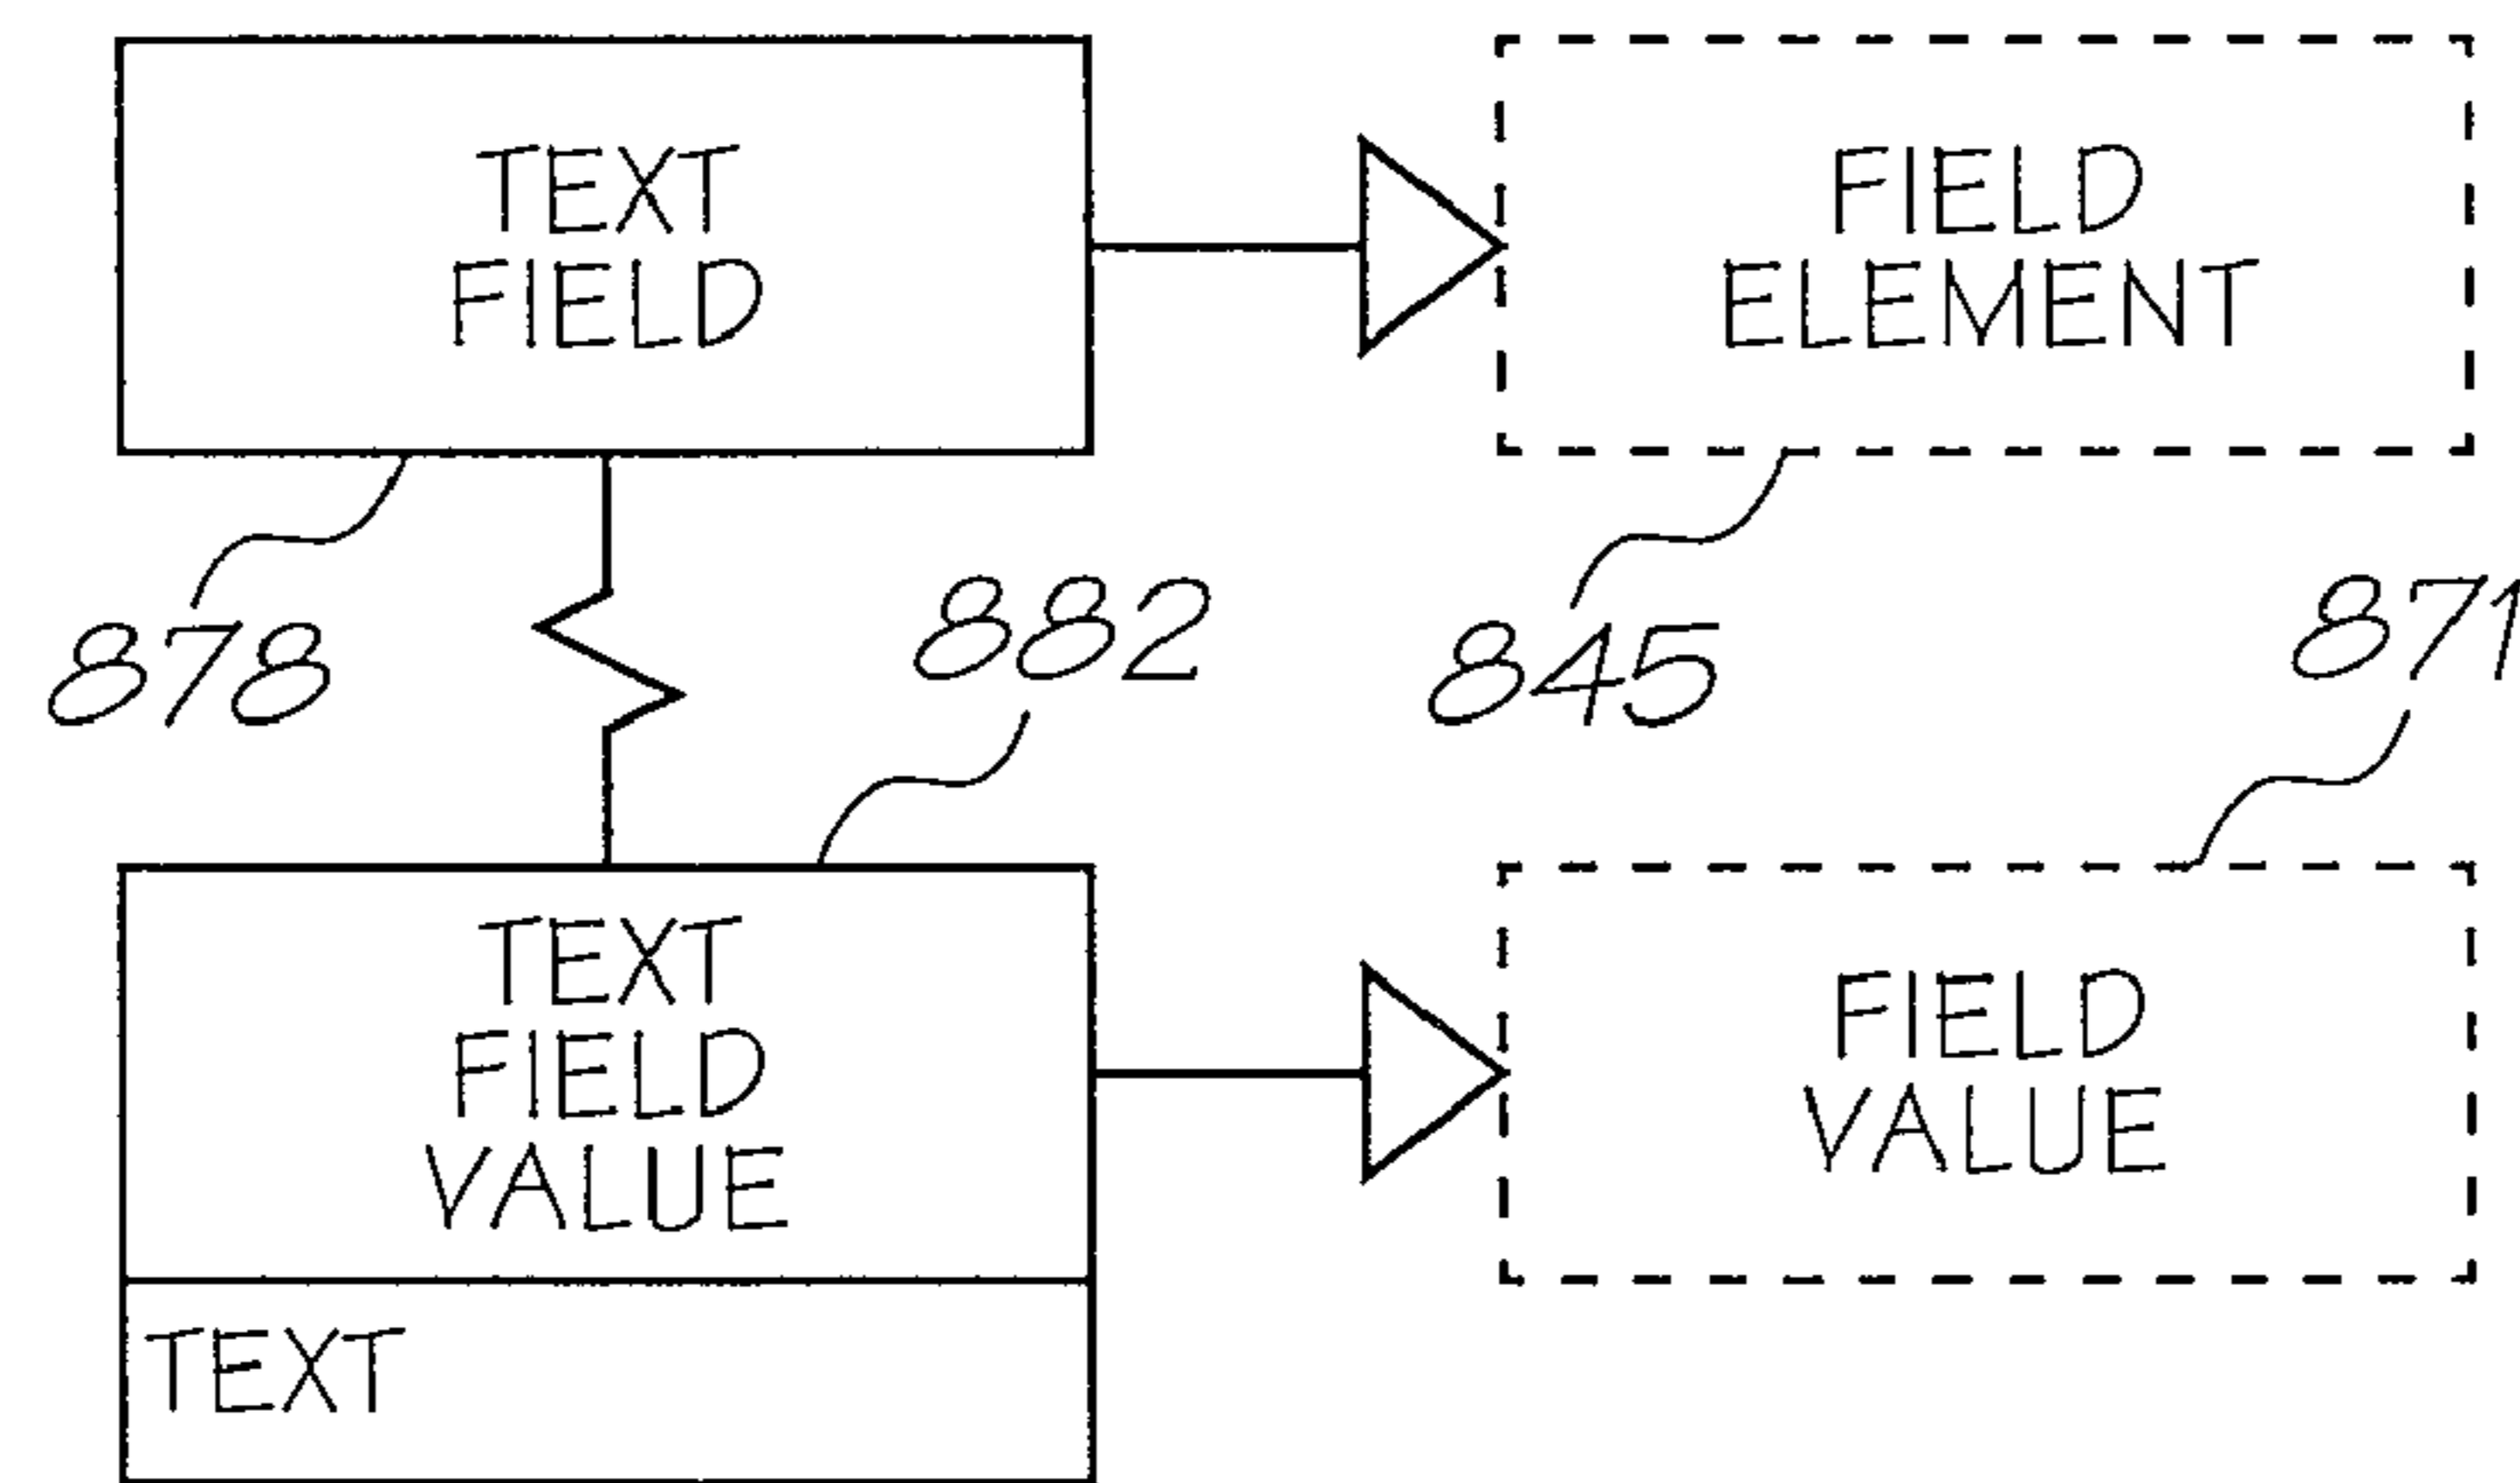 TEXT
FIELD
FIELD
ELEMENT
878
882
845
871
TEXT
FIELD
VALUE
FIELD
VALUE
TEXT